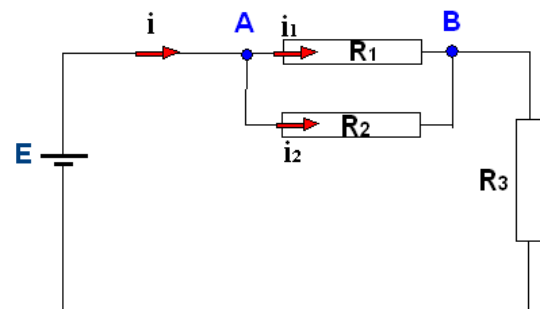 i A i₁ B
R₁
R₂
E i₂
R₃